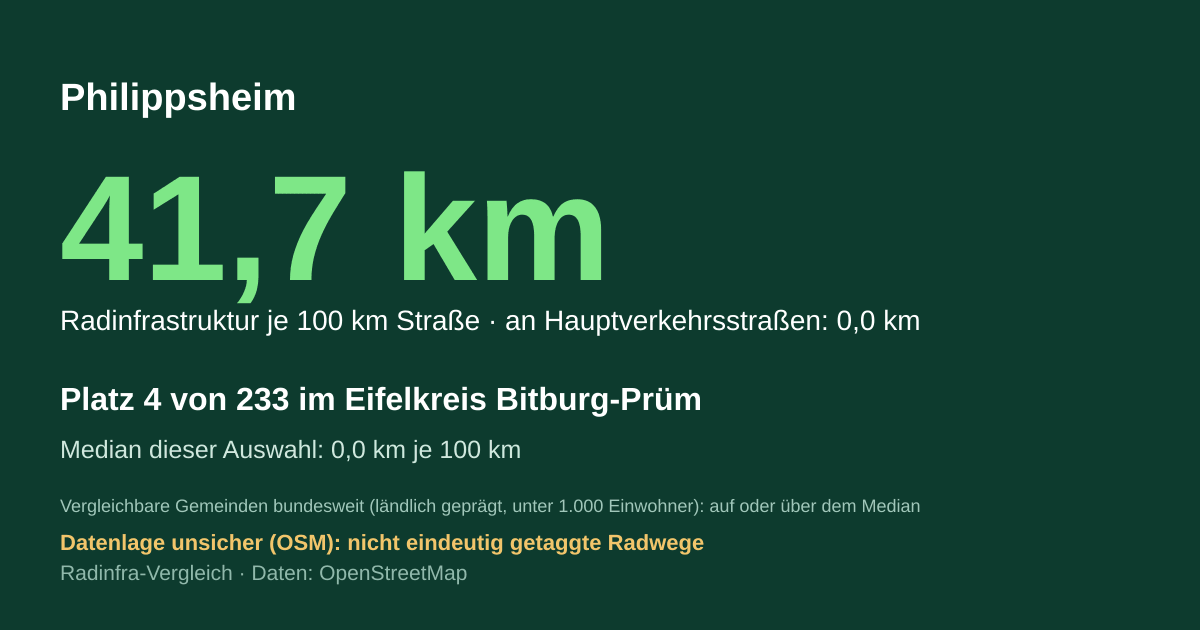 Philippsheim
41,7 km
Radinfrastruktur je 100 km Straße · an Hauptverkehrsstraßen: 0,0 km
Platz 4 von 233 im Eifelkreis Bitburg-Prüm
Median dieser Auswahl: 0,0 km je 100 km
Vergleichbare Gemeinden bundesweit (ländlich geprägt, unter 1.000 Einwohner): auf oder über dem Median
Datenlage unsicher (OSM): nicht eindeutig getaggte Radwege
Radinfra-Vergleich · Daten: OpenStreetMap